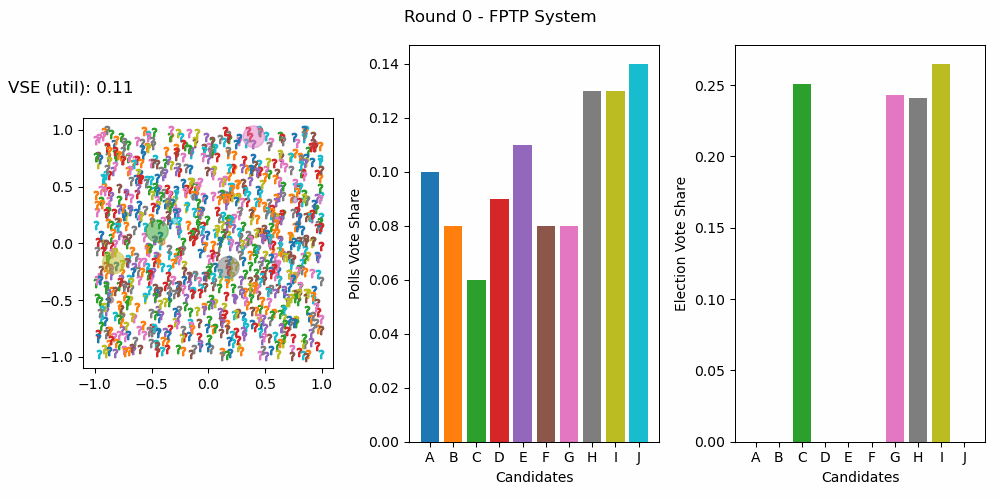 Round 0 - FPTP System
VSE (util): 0.11
1.0
0.5
0.0
−0.5
−1.0
−1.0 −0.5 0.0 0.5 1.0
Polls Vote Share
0.14
0.12
0.10
0.08
0.06
0.04
0.02
0.00
A B C D E F G H I J
Candidates
Election Vote Share
0.25
0.20
0.15
0.10
0.05
0.00
A B C D E F G H I J
Candidates